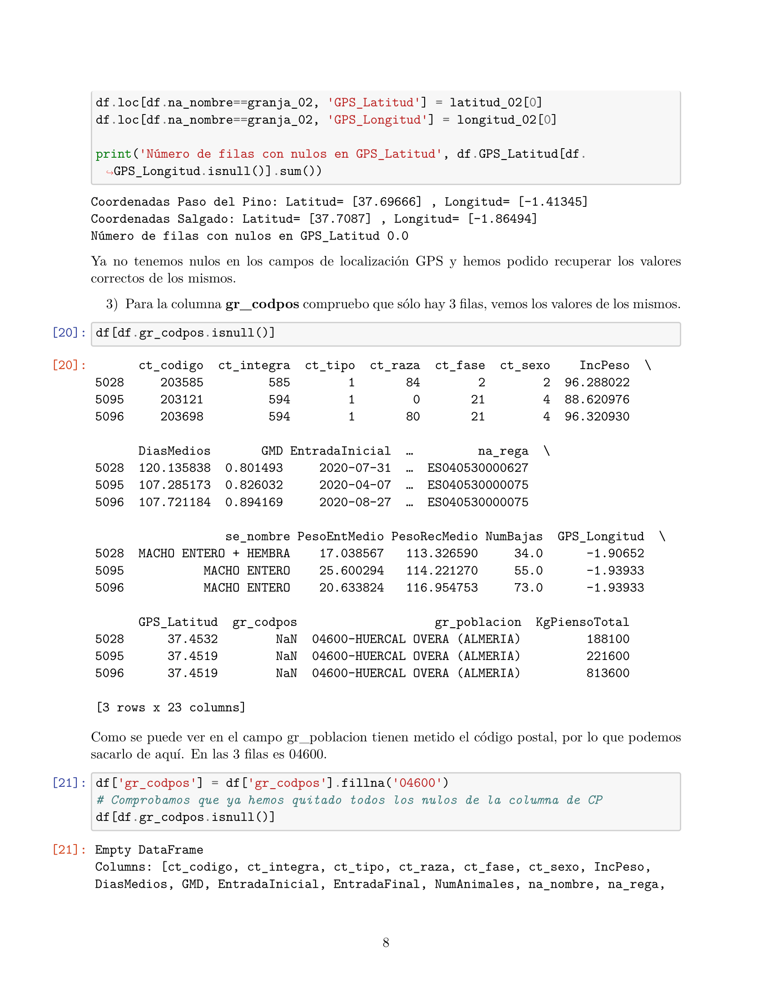 df.loc[df.na_nombre==granja_02, 'GPS_Latitud'] = latitud_02[0]
df.loc[df.na_nombre==granja_02, 'GPS_Longitud'] = longitud_02[0]
print('Número de filas con nulos en GPS_Latitud', df.GPS_Latitud[df.
↪GPS_Longitud.isnull()].sum())
Coordenadas Paso del Pino: Latitud= [37.69666] , Longitud= [-1.41345]
Coordenadas Salgado: Latitud= [37.7087] , Longitud= [-1.86494]
Número de filas con nulos en GPS_Latitud 0.0
Ya no tenemos nulos en los campos de localización GPS y hemos podido recuperar los valores
correctos de los mismos.
3) Para la columna gr_codpos compruebo que sólo hay 3 filas, vemos los valores de los mismos.
[20]: df[df.gr_codpos.isnull()]
[20]:       ct_codigo  ct_integra  ct_tipo  ct_raza  ct_fase  ct_sexo    IncPeso  \
5028     203585         585        1       84        2        2  96.288022
5095     203121         594        1        0       21        4  88.620976
5096     203698         594        1       80       21        4  96.320930
DiasMedios       GMD EntradaInicial  …         na_rega  \
5028  120.135838  0.801493     2020-07-31  …  ES040530000627
5095  107.285173  0.826032     2020-04-07  …  ES040530000075
5096  107.721184  0.894169     2020-08-27  …  ES040530000075
se_nombre PesoEntMedio PesoRecMedio NumBajas  GPS_Longitud  \
5028  MACHO ENTERO + HEMBRA    17.038567   113.326590     34.0      -1.90652
5095           MACHO ENTERO    25.600294   114.221270     55.0      -1.93933
5096           MACHO ENTERO    20.633824   116.954753     73.0      -1.93933
GPS_Latitud  gr_codpos                   gr_poblacion  KgPiensoTotal
5028      37.4532        NaN  04600-HUERCAL OVERA (ALMERIA)         188100
5095      37.4519        NaN  04600-HUERCAL OVERA (ALMERIA)         221600
5096      37.4519        NaN  04600-HUERCAL OVERA (ALMERIA)         813600
[3 rows x 23 columns]
Como se puede ver en el campo gr_poblacion tienen metido el código postal, por lo que podemos
sacarlo de aquí. En las 3 filas es 04600.
[21]: df['gr_codpos'] = df['gr_codpos'].fillna('04600')
# Comprobamos que ya hemos quitado todos los nulos de la columna de CP
df[df.gr_codpos.isnull()]
[21]: Empty DataFrame
Columns: [ct_codigo, ct_integra, ct_tipo, ct_raza, ct_fase, ct_sexo, IncPeso,
DiasMedios, GMD, EntradaInicial, EntradaFinal, NumAnimales, na_nombre, na_rega,
8